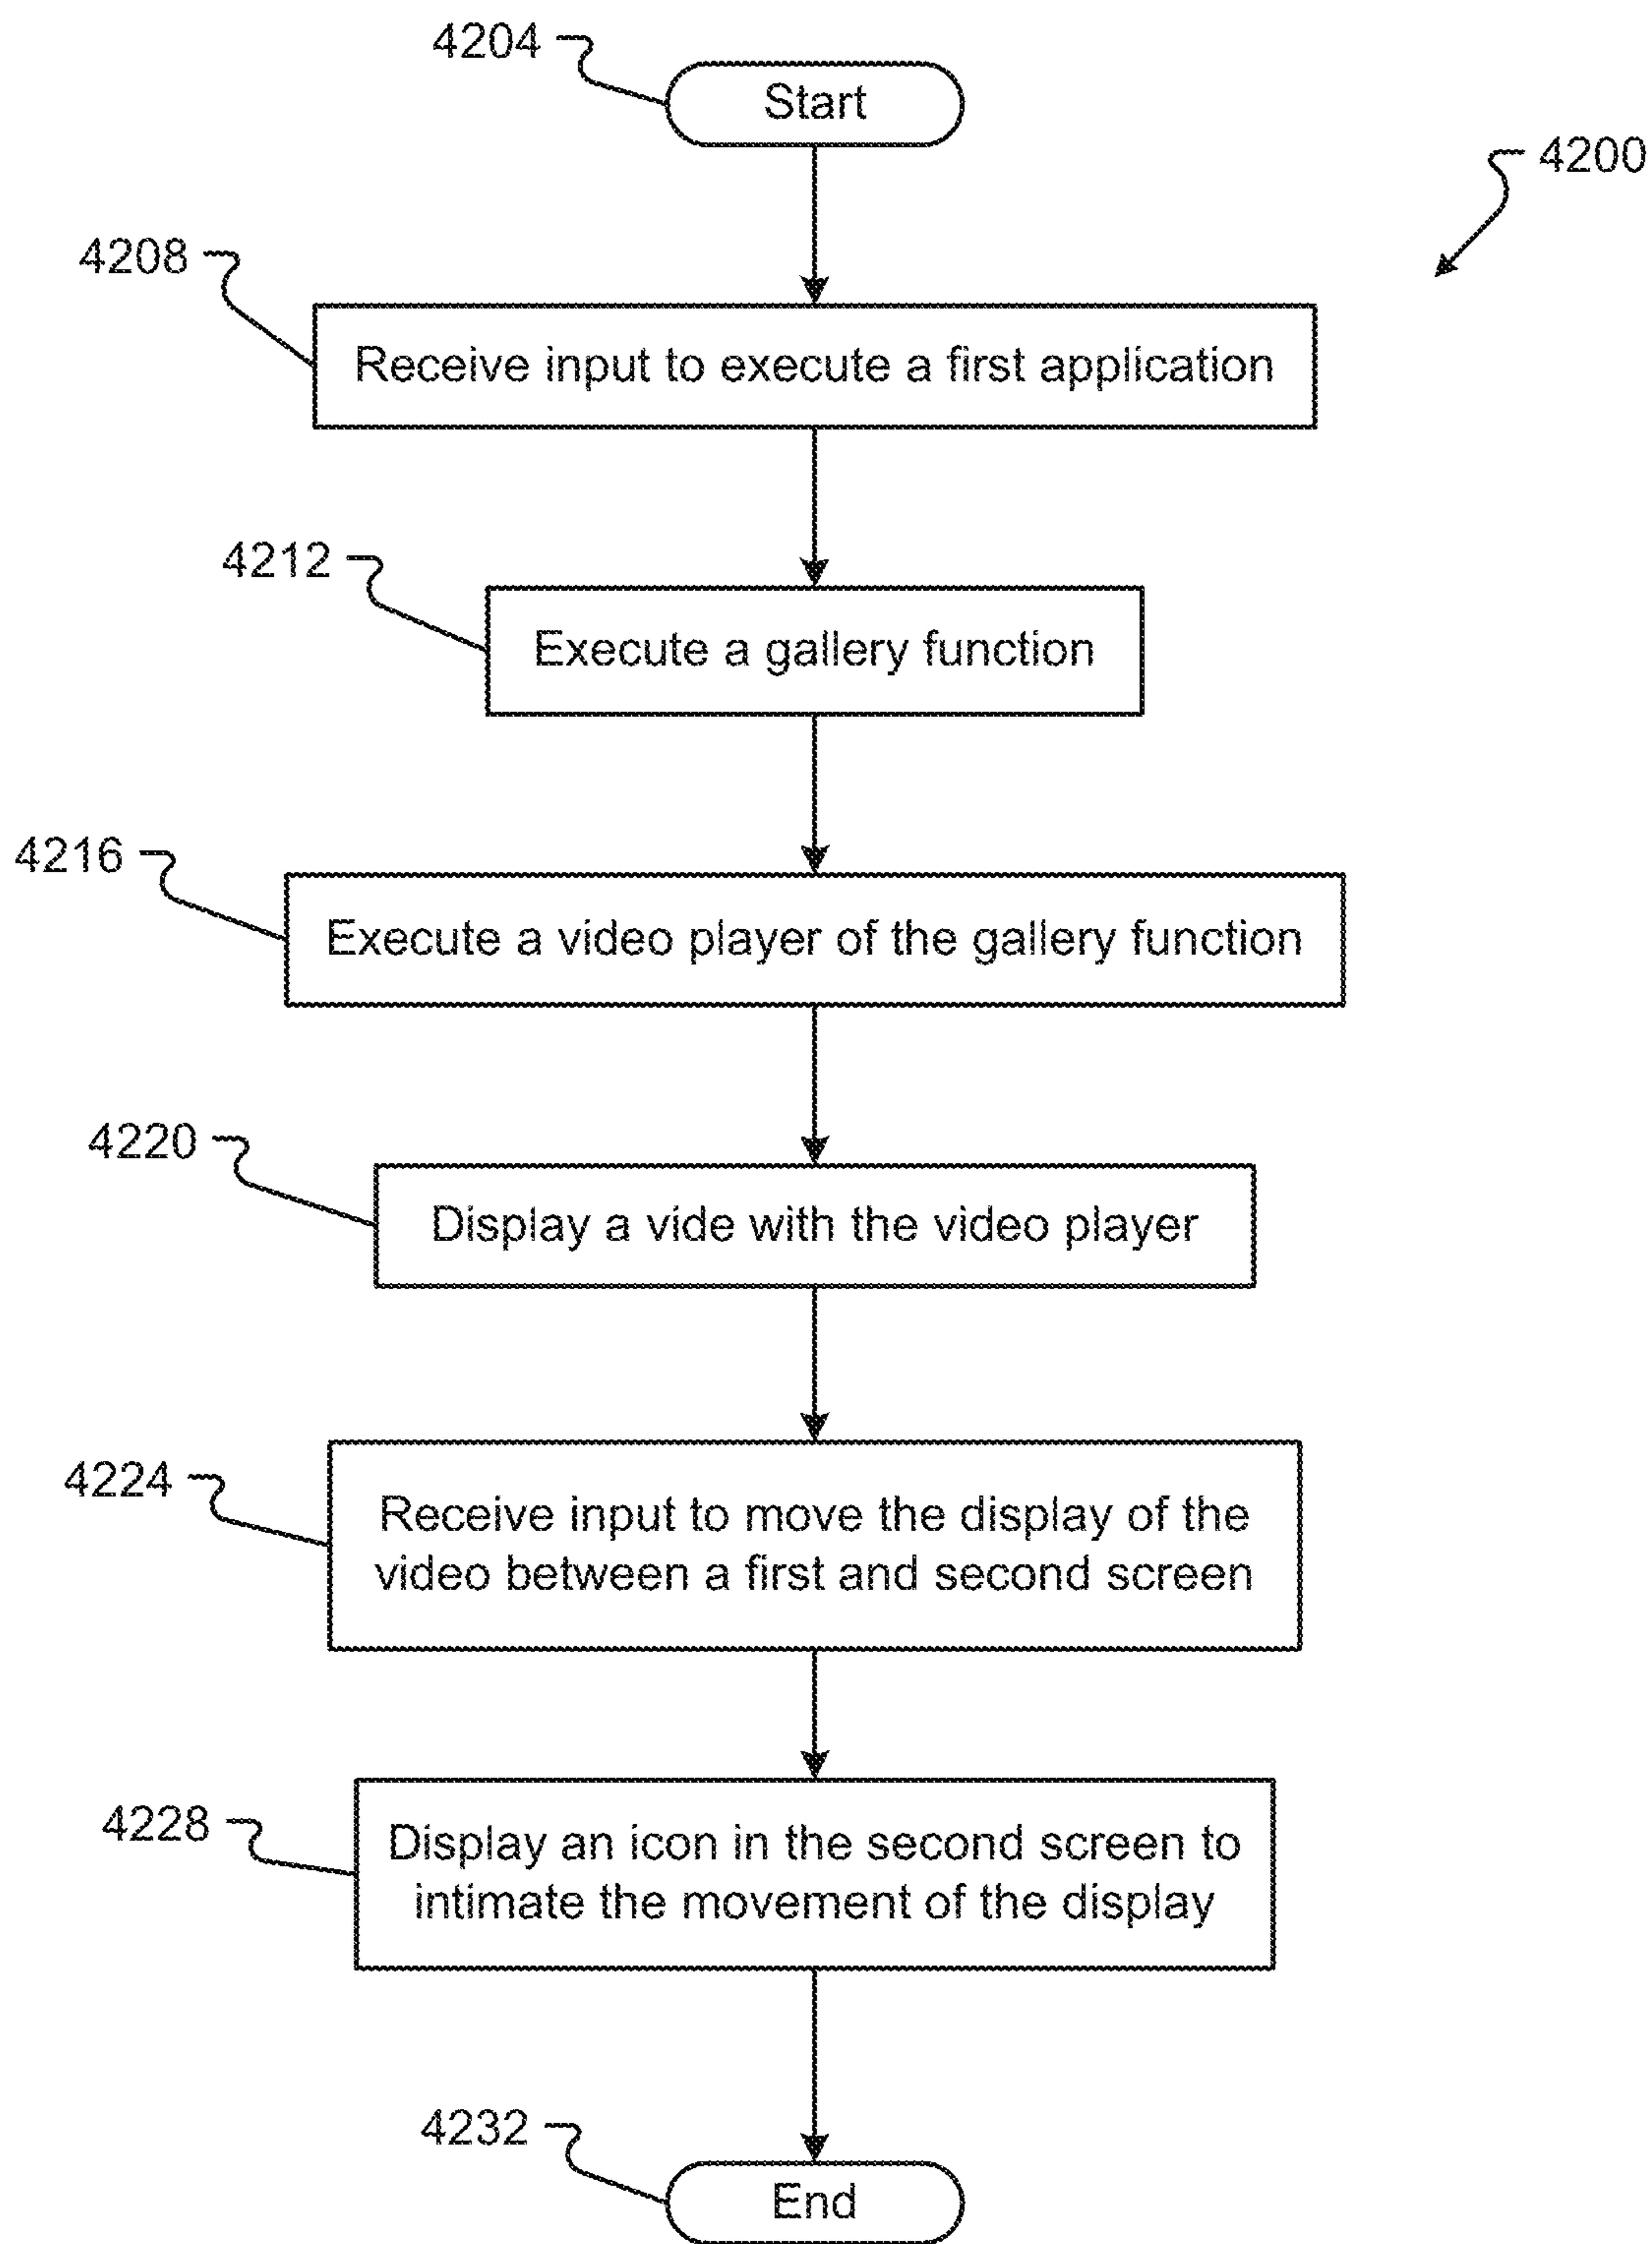 4204
Start
4200
4208
Receive input to execute a first application
4212
Execute a gallery function
4216
Execute a video player of the gallery function
4220
Display a vide with the video player
4224
Receive input to move the display of the
video between a first and second screen
4228
Display an icon in the second screen to
intimate the movement of the display
4232
End